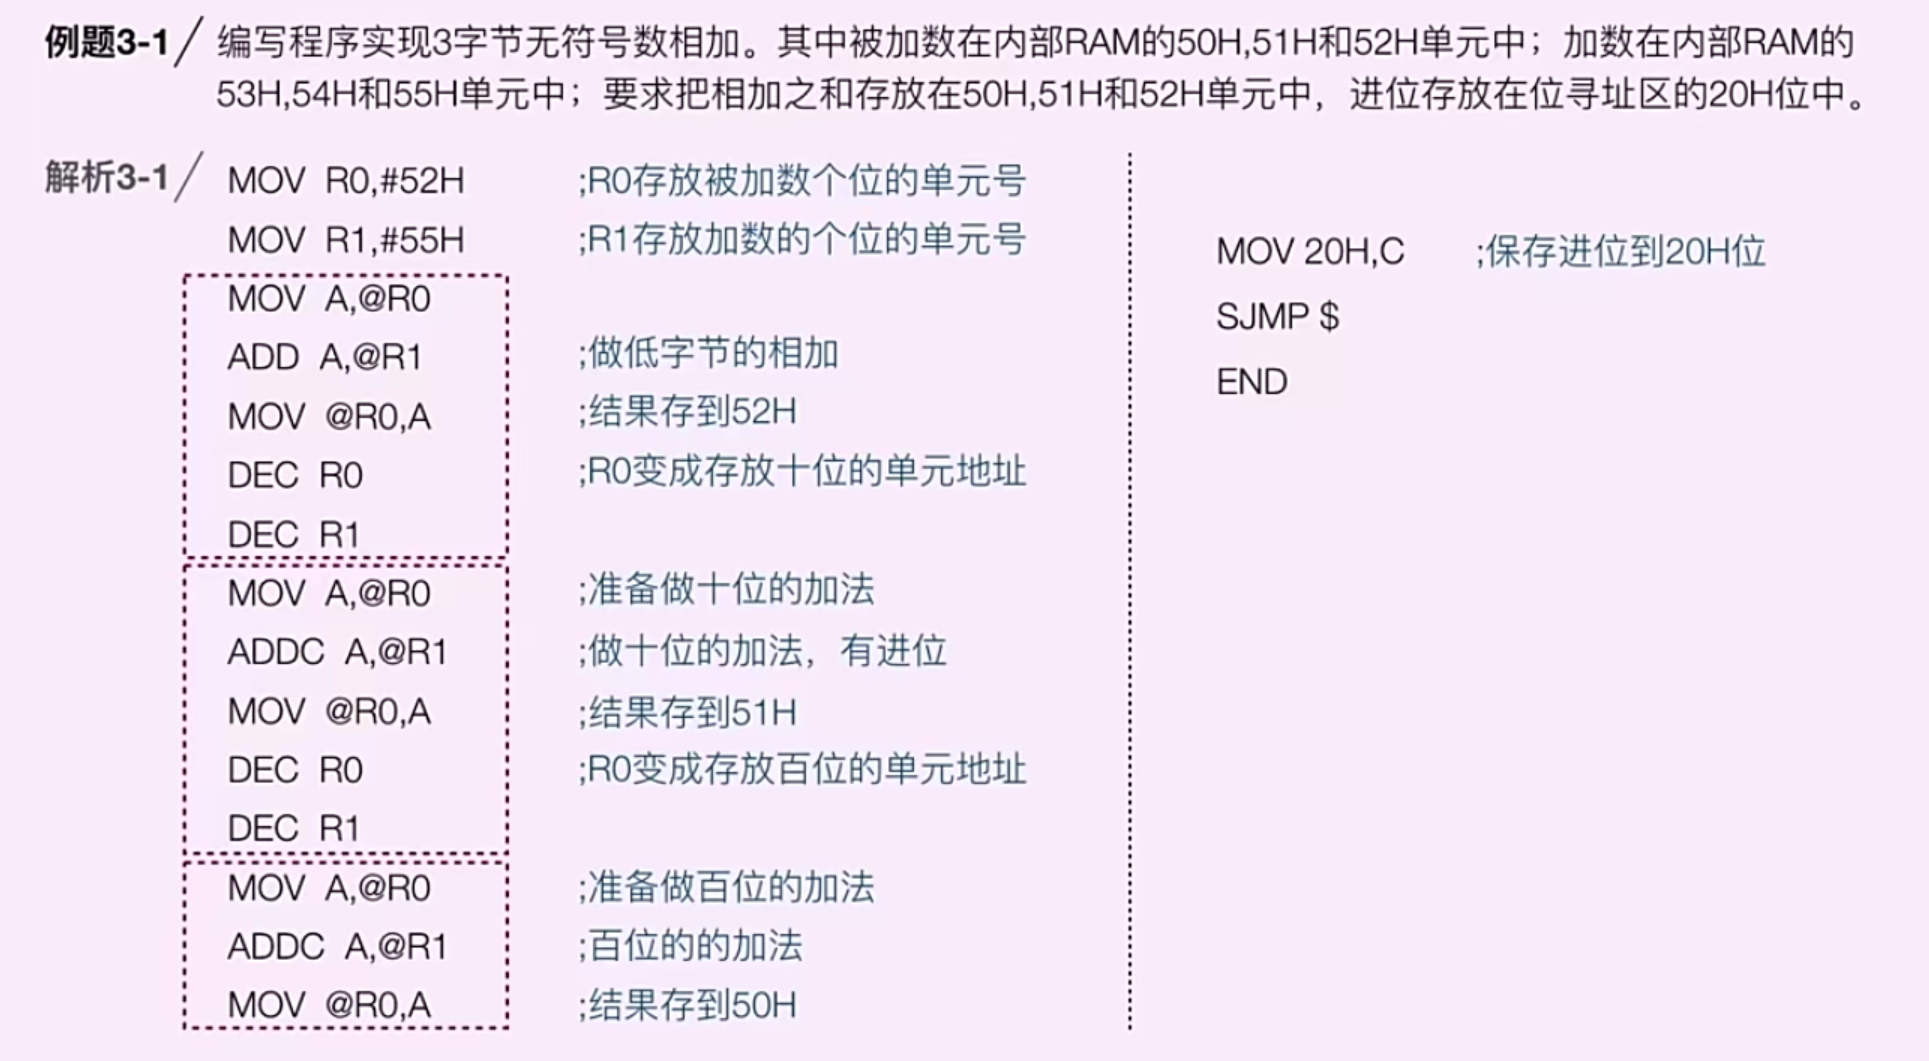 例题3-1/ 编写程序实现3字节无符号数相加。其中被加数在内部RAM的50H,51H和52H单元中；加数在内部RAM的
53H,54H和55H单元中；要求把相加之和存放在50H,51H和52H单元中，进位存放在位寻址区的20H位中。
解析3-1/ MOV R0,#52H ;R0存放被加数个位的单元号
MOV R1,#55H ;R1存放加数的个位的单元号
MOV A,@R0
ADD A,@R1 ;做低字节的相加
MOV @R0,A ;结果存到52H
DEC R0 ;R0变成存放十位的单元地址
DEC R1
MOV A,@R0 ;准备做十位的加法
ADDC A,@R1 ;做十位的加法，有进位
MOV @R0,A ;结果存到51H
DEC R0 ;R0变成存放百位的单元地址
DEC R1
MOV A,@R0 ;准备做百位的加法
ADDC A,@R1 ;百位的的加法
MOV @R0,A ;结果存到50H
MOV 20H,C ;保存进位到20H位
SJMP $
END